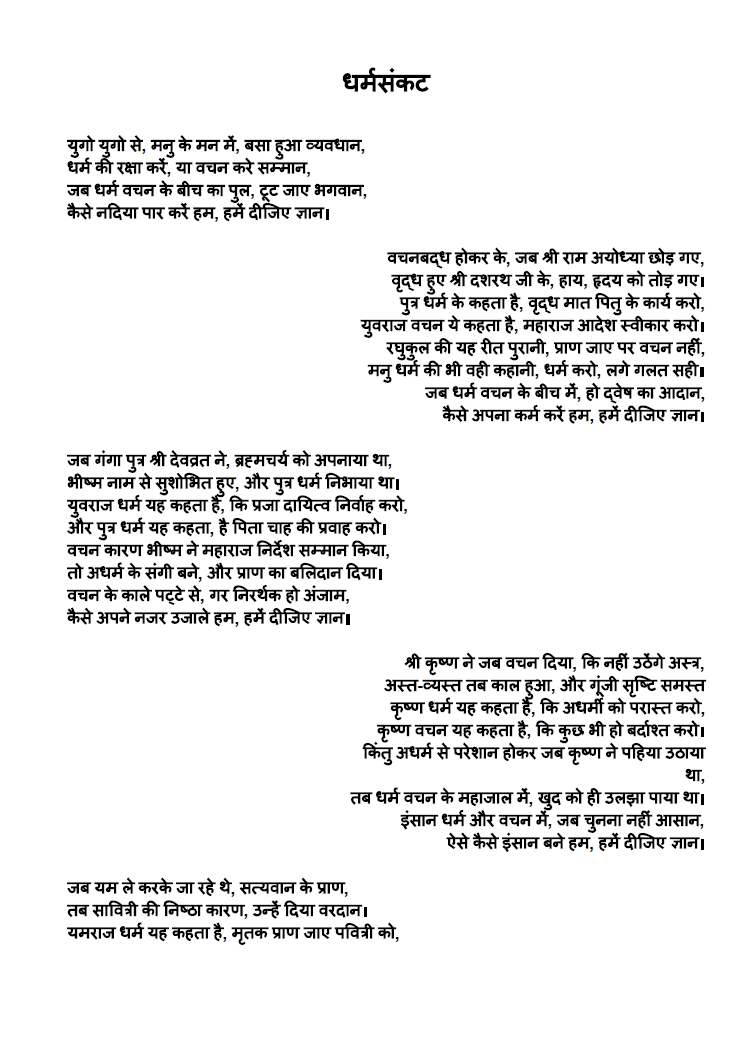 धर्मसंकट
युगो युगो से, मनु के मन में, बसा हुआ व्यवधान,
धर्म की रक्षा करें, या वचन करे सम्मान,
जब धर्म वचन के बीच का पुल, टूट जाए भगवान,
कैसे नदिया पार करें हम, हमें दीजिए ज्ञान।
वचनबद्ध होकर के, जब श्री राम अयोध्या छोड़ गए,
वृद्ध हुए श्री दशरथ जी के, हाय, हृदय को तोड़ गए।
पुत्र धर्म के कहता है, वृद्ध मात पितु के कार्य करो,
युवराज वचन ये कहता है, महाराज आदेश स्वीकार करो।
रघुकुल की यह रीत पुरानी, प्राण जाए पर वचन नहीं,
मनु धर्म की भी वही कहानी, धर्म करो, लगे गलत सही।
जब धर्म वचन के बीच में, हो द्वेष का आदान,
कैसे अपना कर्म करें हम, हमें दीजिए ज्ञान।
जब गंगा पुत्र श्री देवव्रत ने, ब्रह्मचर्य को अपनाया था,
भीष्म नाम से सुशोभित हुए, और पुत्र धर्म निभाया था।
युवराज धर्म यह कहता है, कि प्रजा दायित्व निर्वाह करो,
और पुत्र धर्म यह कहता, है पिता चाह की प्रवाह करो।
वचन कारण भीष्म ने महाराज निर्देश सम्मान किया,
तो अधर्म के संगी बने, और प्राण का बलिदान दिया।
वचन के काले पट्टे से, गर निरर्थक हो अंजाम,
कैसे अपने नजर उजाले हम, हमें दीजिए ज्ञान।
श्री कृष्ण ने जब वचन दिया, कि नहीं उठेंगे अस्त्र,
अस्त-व्यस्त तब काल हुआ, और गूंजी सृष्टि समस्त
कृष्ण धर्म यह कहता है, कि अधर्मी को परास्त करो,
कृष्ण वचन यह कहता है, कि कुछ भी हो बर्दाश्त करो।
किंतु अधर्म से परेशान होकर जब कृष्ण ने पहिया उठाया
था,
तब धर्म वचन के महाजाल में, खुद को ही उलझा पाया था।
इंसान धर्म और वचन में, जब चुनना नहीं आसान,
ऐसे कैसे इंसान बने हम, हमें दीजिए ज्ञान।
जब यम ले करके जा रहे थे, सत्यवान के प्राण,
तब सावित्री की निष्ठा कारण, उन्हें दिया वरदान।
यमराज धर्म यह कहता है, मृतक प्राण जाए पवित्री को,